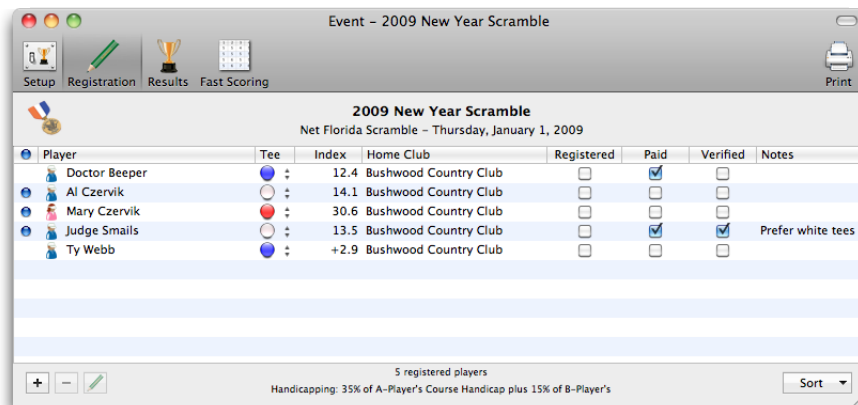 Event – 2009 New Year Scramble
Setup Registration Results Fast Scoring Print
2009 New Year Scramble
Net Florida Scramble – Thursday, January 1, 2009
Player Tee Index Home Club Registered Paid Verified Notes
Doctor Beeper 12.4 Bushwood Country Club
Al Czervik 14.1 Bushwood Country Club
Mary Czervik 30.6 Bushwood Country Club
Judge Smails 13.5 Bushwood Country Club Prefer white tees
Ty Webb +2.9 Bushwood Country Club
5 registered players
Handicapping: 35% of A-Player's Course Handicap plus 15% of B-Player's
+ − Sort